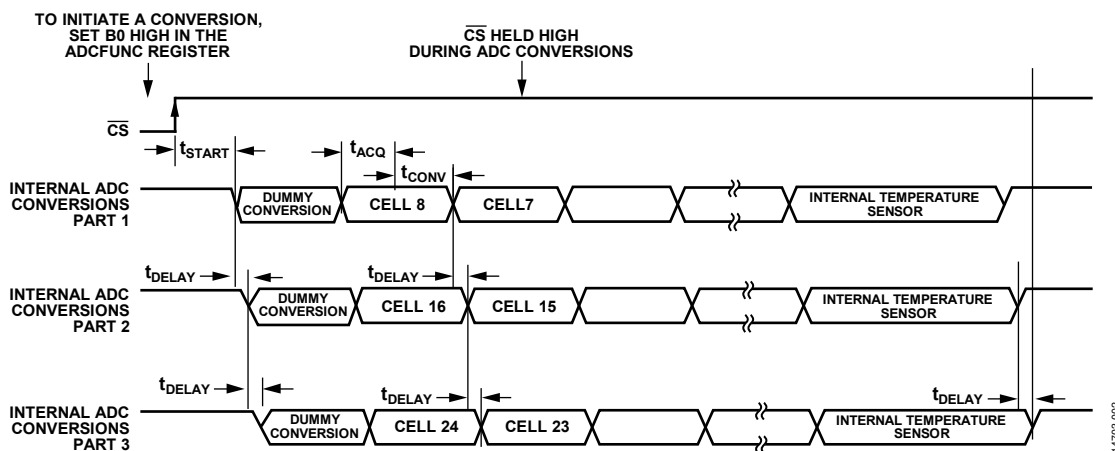 TO INITIATE A CONVERSION,
SET B0 HIGH IN THE
ADCFUNC REGISTER
CS HELD HIGH
DURING ADC CONVERSIONS
CS
tSTART
tACQ
tCONV
INTERNAL ADC
CONVERSIONS
PART 1
DUMMY
CONVERSION
CELL 8
CELL7
INTERNAL TEMPERATURE
SENSOR
tDELAY
tDELAY
INTERNAL ADC
CONVERSIONS
PART 2
DUMMY
CONVERSION
CELL 16
CELL 15
INTERNAL TEMPERATURE
SENSOR
tDELAY
tDELAY
tDELAY
INTERNAL ADC
CONVERSIONS
PART 3
DUMMY
CONVERSION
CELL 24
CELL 23
INTERNAL TEMPERATURE
SENSOR